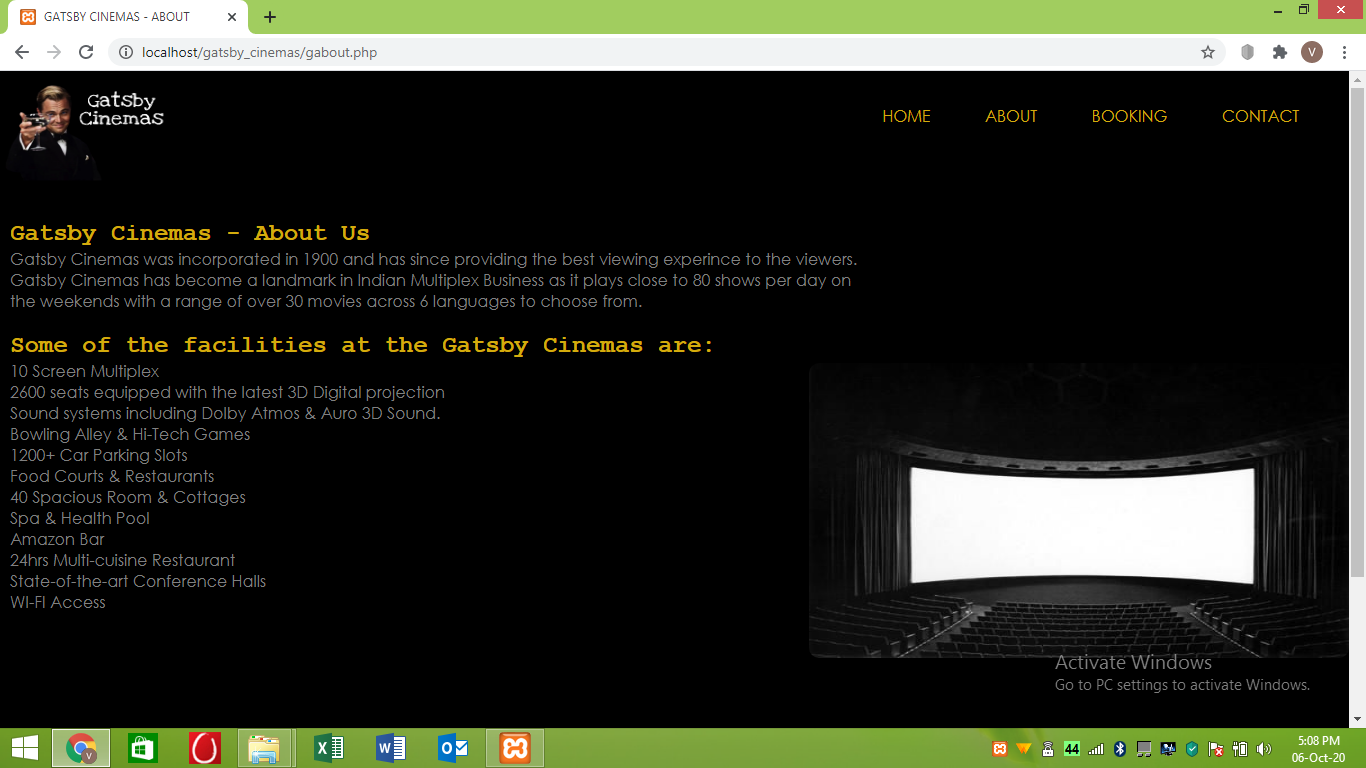 GATSBY CINEMAS - ABOUT
localhost/gatsby_cinemas/gabout.php
V
Gatsby
Cinemas
HOME ABOUT BOOKING CONTACT
Gatsby Cinemas - About Us
Gatsby Cinemas was incorporated in 1900 and has since providing the best viewing experince to the viewers.
Gatsby Cinemas has become a landmark in Indian Multiplex Business as it plays close to 80 shows per day on
the weekends with a range of over 30 movies across 6 languages to choose from.
Some of the facilities at the Gatsby Cinemas are:
10 Screen Multiplex
2600 seats equipped with the latest 3D Digital projection
Sound systems including Dolby Atmos & Auro 3D Sound.
Bowling Alley & Hi-Tech Games
1200+ Car Parking Slots
Food Courts & Restaurants
40 Spacious Room & Cottages
Spa & Health Pool
Amazon Bar
24hrs Multi-cuisine Restaurant
State-of-the-art Conference Halls
WI-FI Access
Activate Windows
Go to PC settings to activate Windows.
V
44
5:08 PM
06-Oct-20